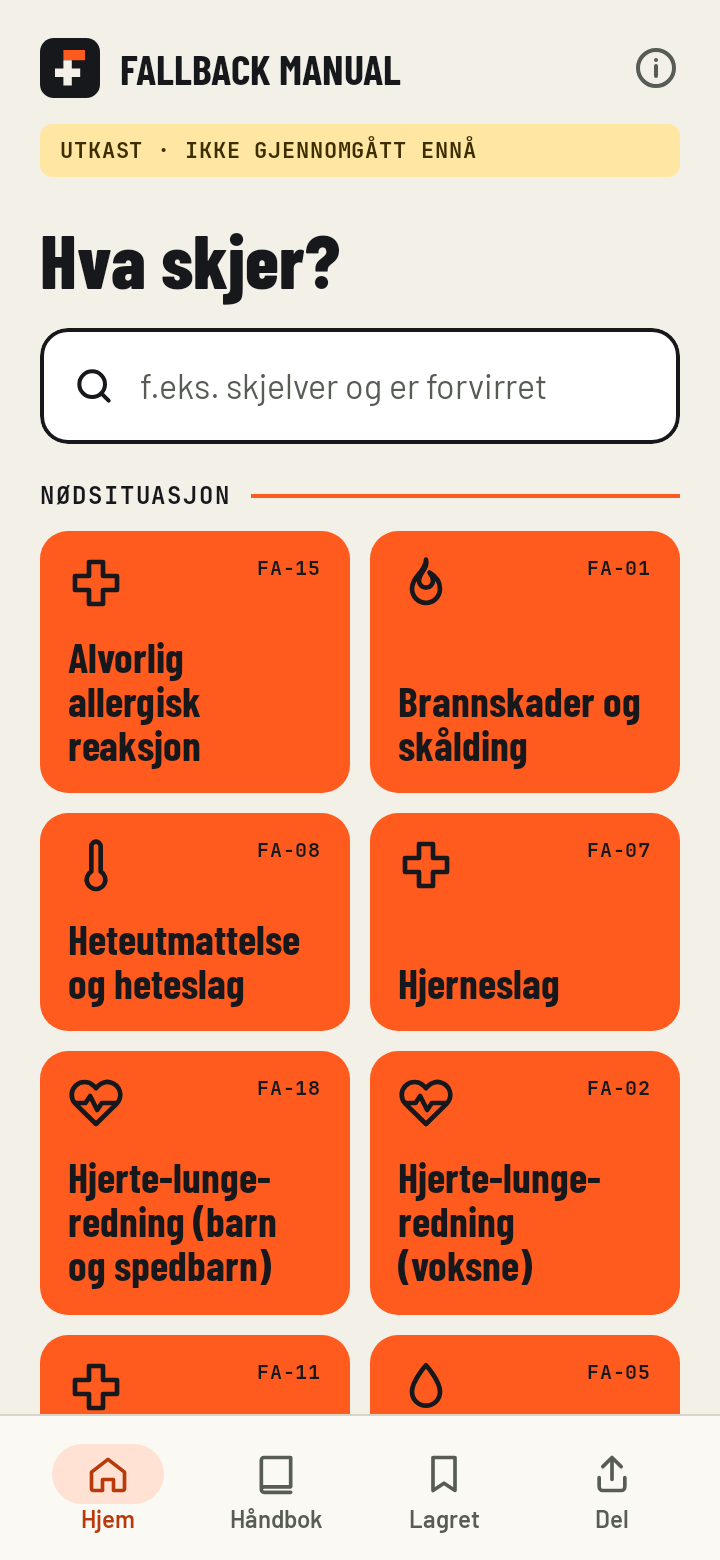 FALLBACK MANUAL
UTKAST · IKKE GJENNOMGÅTT ENNÅ
Hva skjer?
f.eks. skjelver og er forvirret
NØDSITUASJON
FA-15
Alvorlig
allergisk
reaksjon
FA-01
Brannskader og
skålding
FA-08
Heteutmattelse
og heteslag
FA-07
Hjerneslag
FA-18
Hjerte-lunge-
redning (barn
og spedbarn)
FA-02
Hjerte-lunge-
redning
(voksne)
FA-11
FA-05
Hjem
Håndbok
Lagret
Del